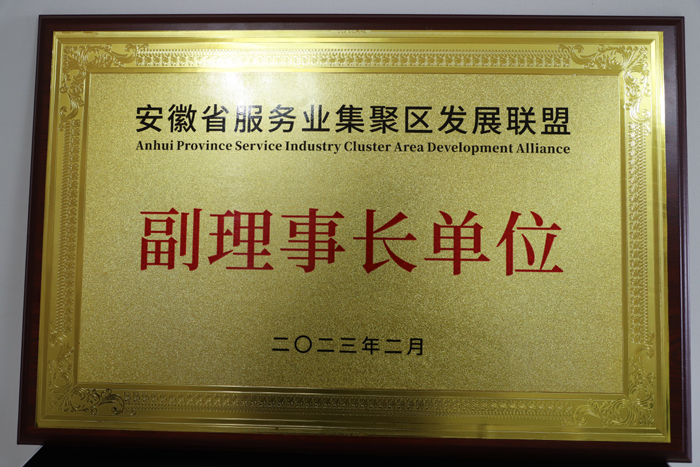 安徽省服务业集聚区发展联盟
Anhui Province Service Industry Cluster Area Development Alliance
副理事长单位
二〇二三年二月